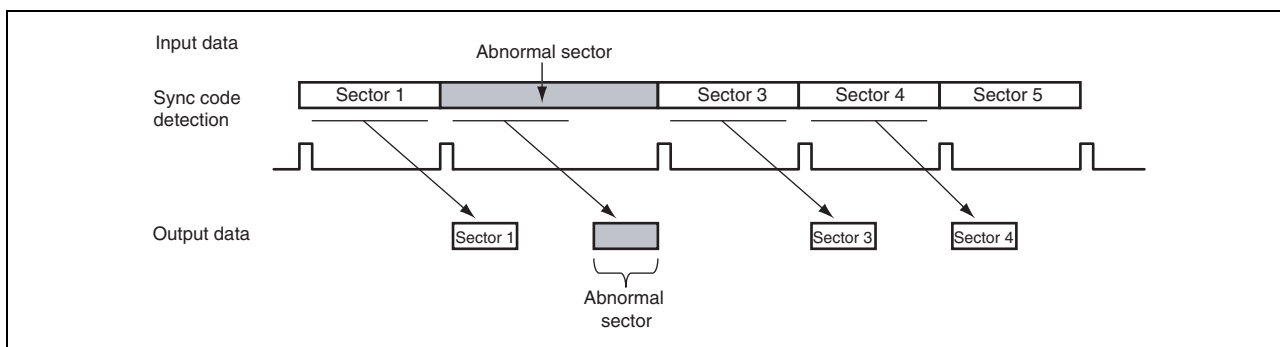 Input data
Abnormal sector
Sync code
detection
Sector 1
Sector 3
Sector 4
Sector 5
Output data
Sector 1
Sector 3
Sector 4
Abnormal
sector